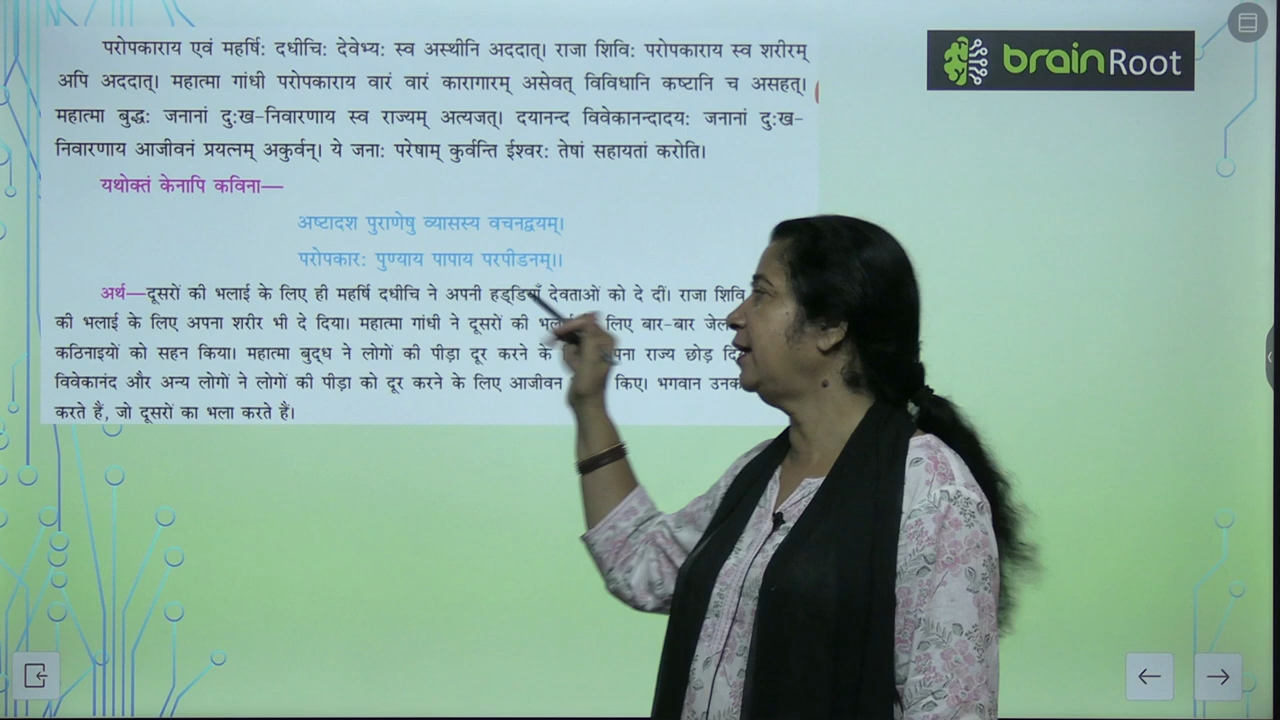 परोपकाराय एवं महर्षि: दधीचि: देवेभ्य: स्व अस्थीनि अददात्। राजा शिवि: परोपकाराय स्व शरीरम्
अपि अददात्। महात्मा गांधी परोपकाराय वारं वारं कारागारम् असेवत् विविधानि कष्टानि च असहत्।
महात्मा बुद्ध: जनानां दु:ख-निवारणाय स्व राज्यम् अत्यजत्। दयानन्द विवेकानन्दादय: जनानां दु:ख-
निवारणाय आजीवनं प्रयत्नम् अकुर्वन्। ये जना: परेषाम् कुर्वन्ति ईश्वर: तेषां सहायतां करोति।
यथोक्तं केनापि कविना—
अष्टादश पुराणेषु व्यासस्य वचनद्वयम्।
परोपकार: पुण्याय पापाय परपीडनम्।।
अर्थ—दूसरों की भलाई के लिए ही महर्षि दधीचि ने अपनी हड्डियाँ देवताओं को दे दीं। राजा शिवि
की भलाई के लिए अपना शरीर भी दे दिया। महात्मा गांधी ने दूसरों की लिए बार-बार
कठिनाइयों को सहन किया। महात्मा बुद्ध ने लोगों की पीड़ा दूर करने के राज्य छोड़
विवेकानंद और अन्य लोगों ने लोगों की पीड़ा को दूर करने के लिए आजीवन किए। भगवान
करते हैं, जो दूसरों का भला करते हैं।
brainRoot